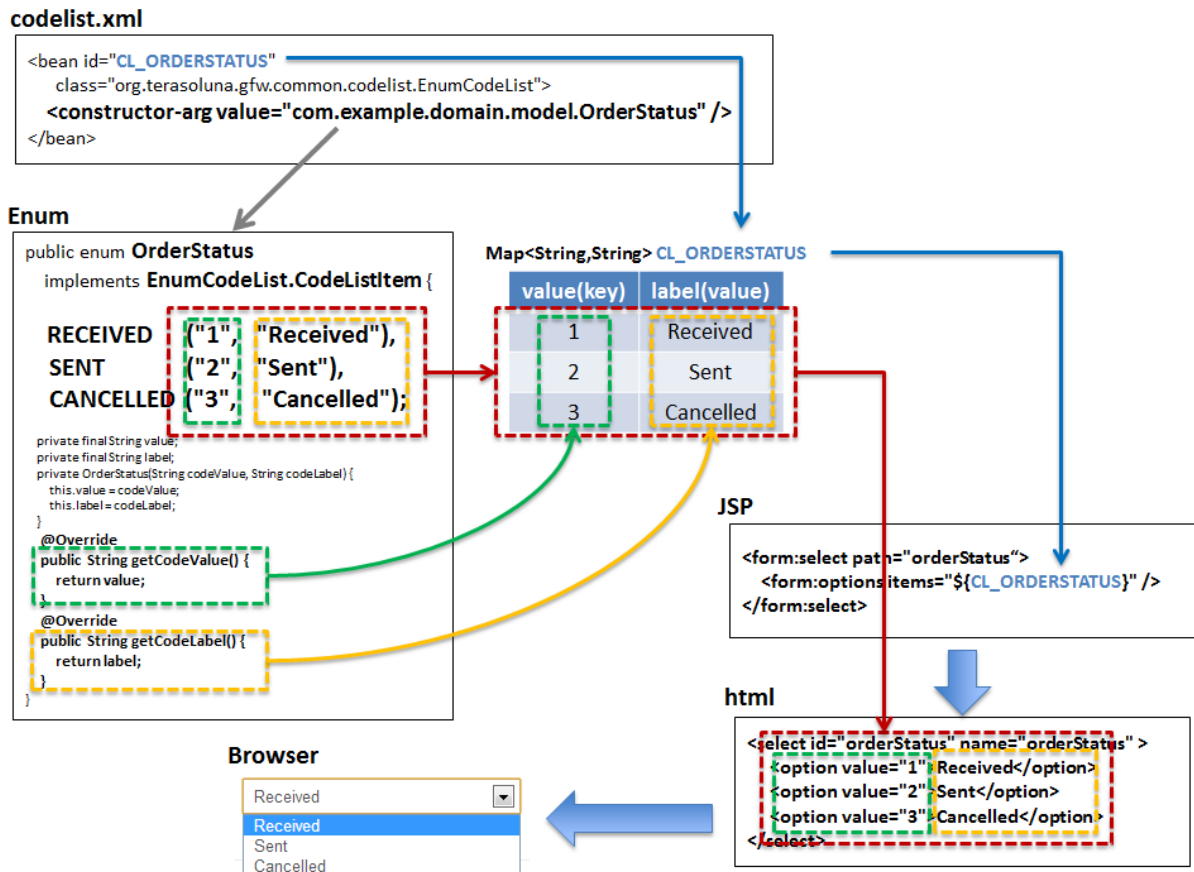 codelist.xml
<bean id="CL_ORDERSTATUS"
class="org.terasoluna.gfw.common.codelist.EnumCodeList">
<constructor-arg value="com.example.domain.model.OrderStatus" />
</bean>
Enum
public enum OrderStatus
implements EnumCodeList.CodeListItem {
RECEIVED ("1", "Received"),
SENT ("2", "Sent"),
CANCELLED ("3", "Cancelled");
private final String value;
private final String label;
private OrderStatus(String codeValue, String codeLabel) {
this.value = codeValue;
this.label = codeLabel;
}
@Override
public String getCodeValue() {
return value;
}
@Override
public String getCodeLabel() {
return label;
}
}
Map<String,String> CL_ORDERSTATUS
value(key) label(value)
1 Received
2 Sent
3 Cancelled
JSP
<form:select path="orderStatus“>
<form:options items="${CL_ORDERSTATUS}" />
</form:select>
html
<select id="orderStatus" name="orderStatus" >
<option value="1">Received</option>
<option value="2">Sent</option>
<option value="3">Cancelled</option>
</select>
Browser
Received
Received
Sent
Cancelled